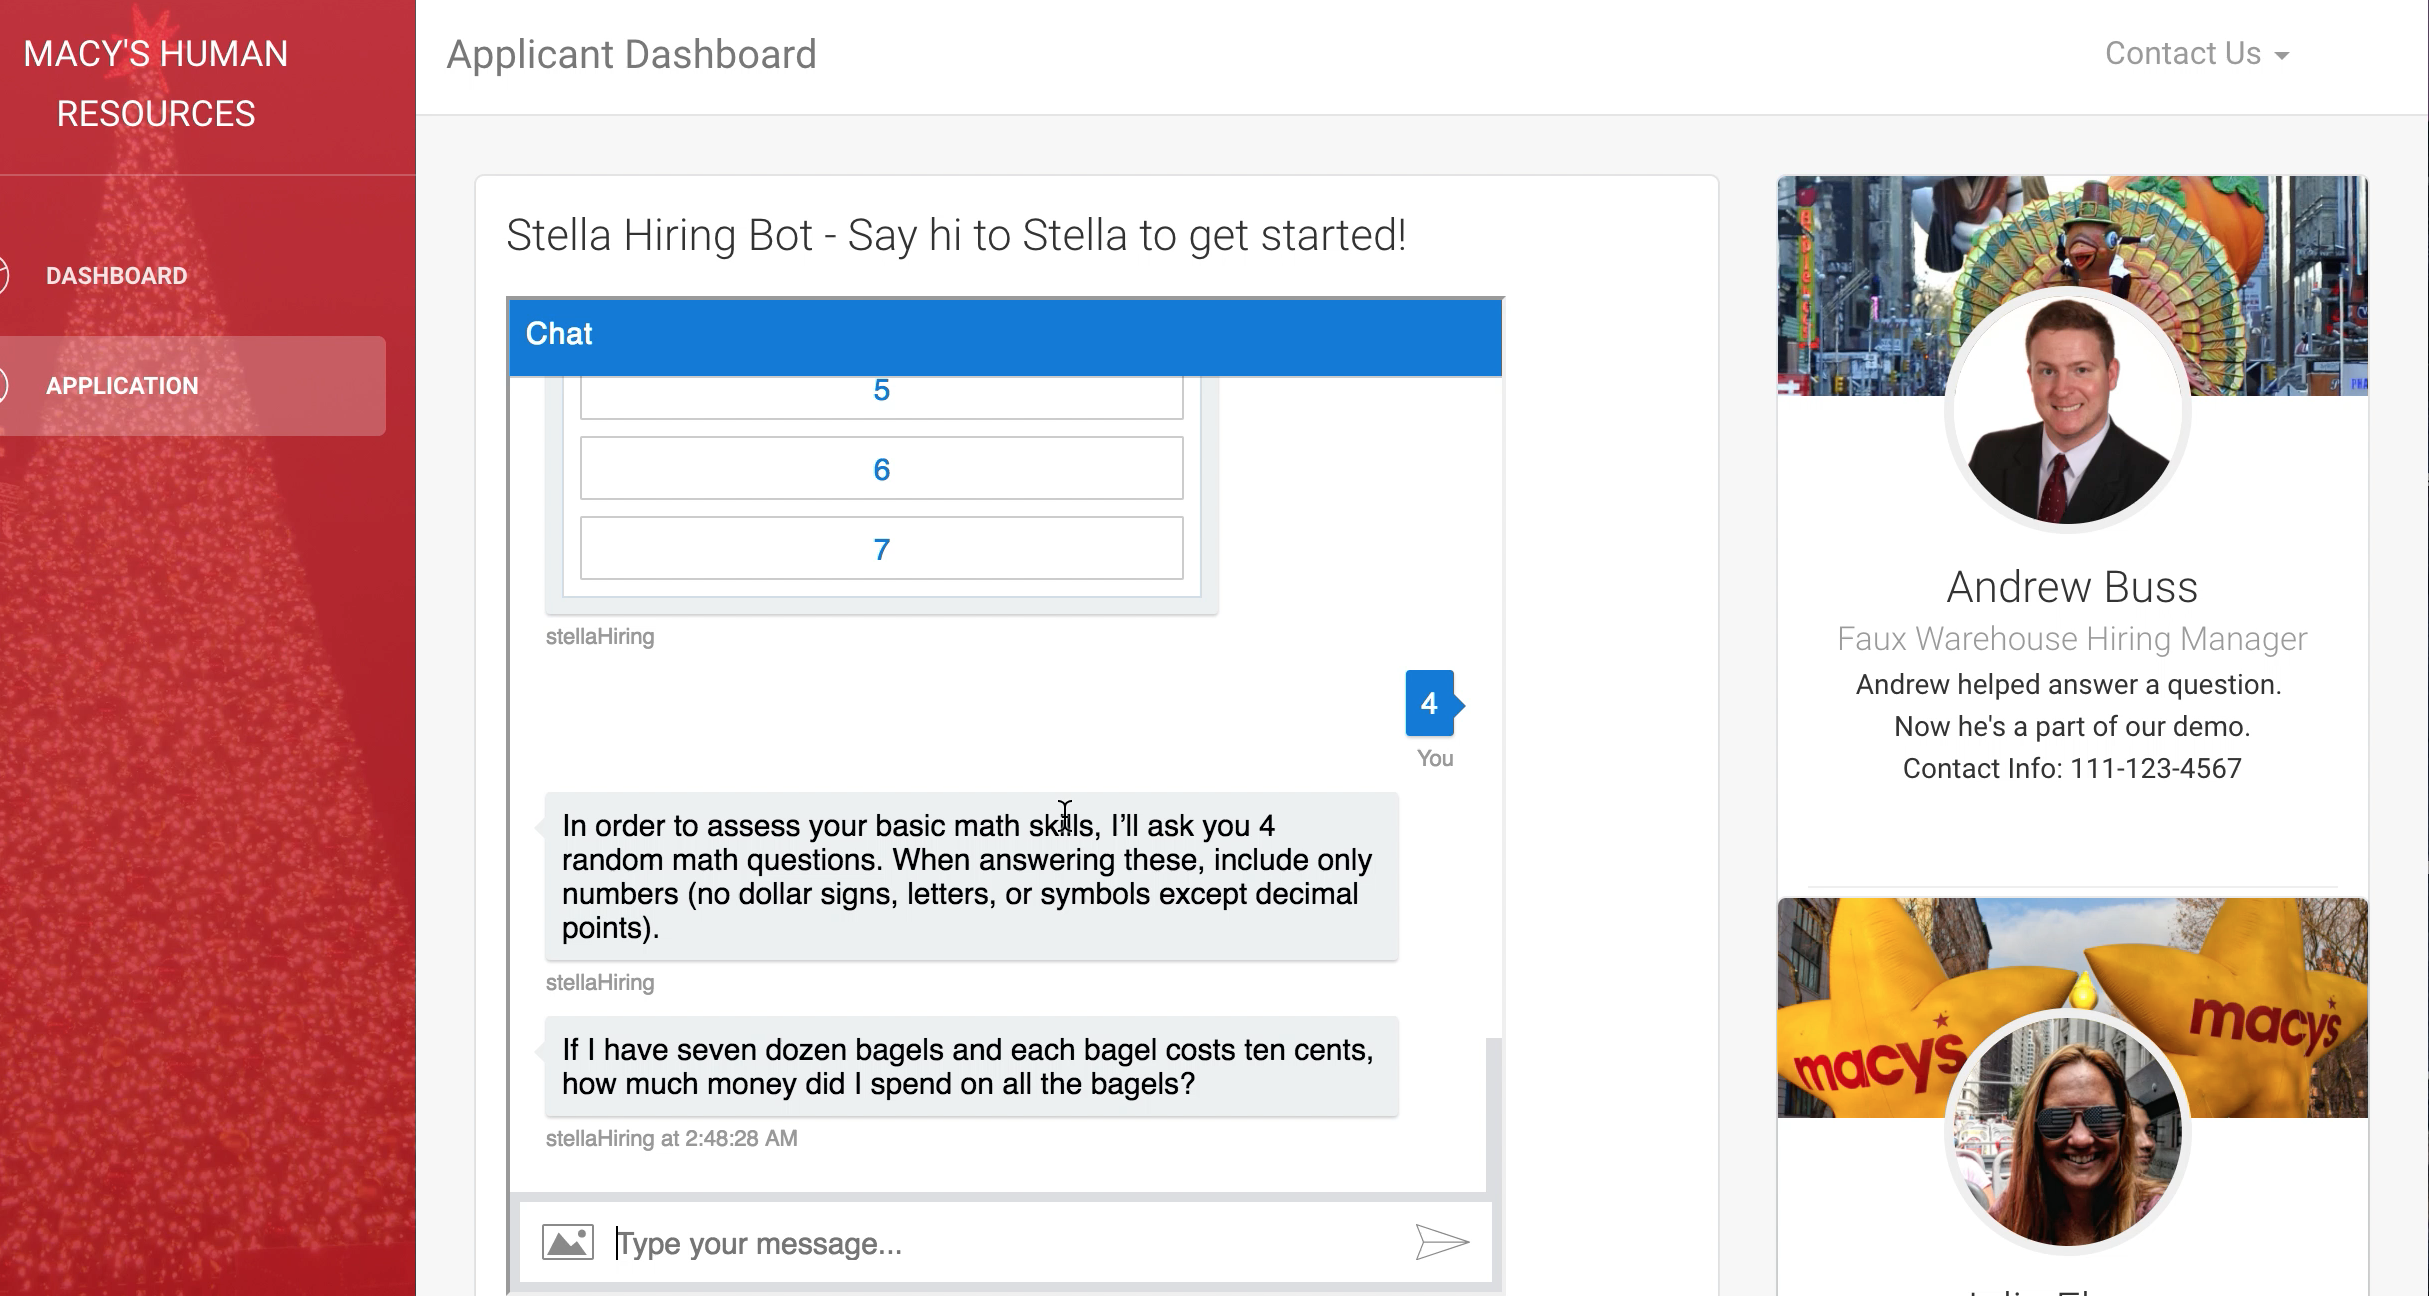 MACY'S HUMAN
RESOURCES
DASHBOARD
APPLICATION
Applicant Dashboard
Contact Us
Stella Hiring Bot - Say hi to Stella to get started!
Chat
5
6
7
stellaHiring
4
You
In order to assess your basic math skills, I’ll ask you 4
random math questions. When answering these, include only
numbers (no dollar signs, letters, or symbols except decimal
points).
stellaHiring
If I have seven dozen bagels and each bagel costs ten cents,
how much money did I spend on all the bagels?
stellaHiring at 2:48:28 AM
Type your message...
Andrew Buss
Faux Warehouse Hiring Manager
Andrew helped answer a question.
Now he's a part of our demo.
Contact Info: 111-123-4567
macys
macys